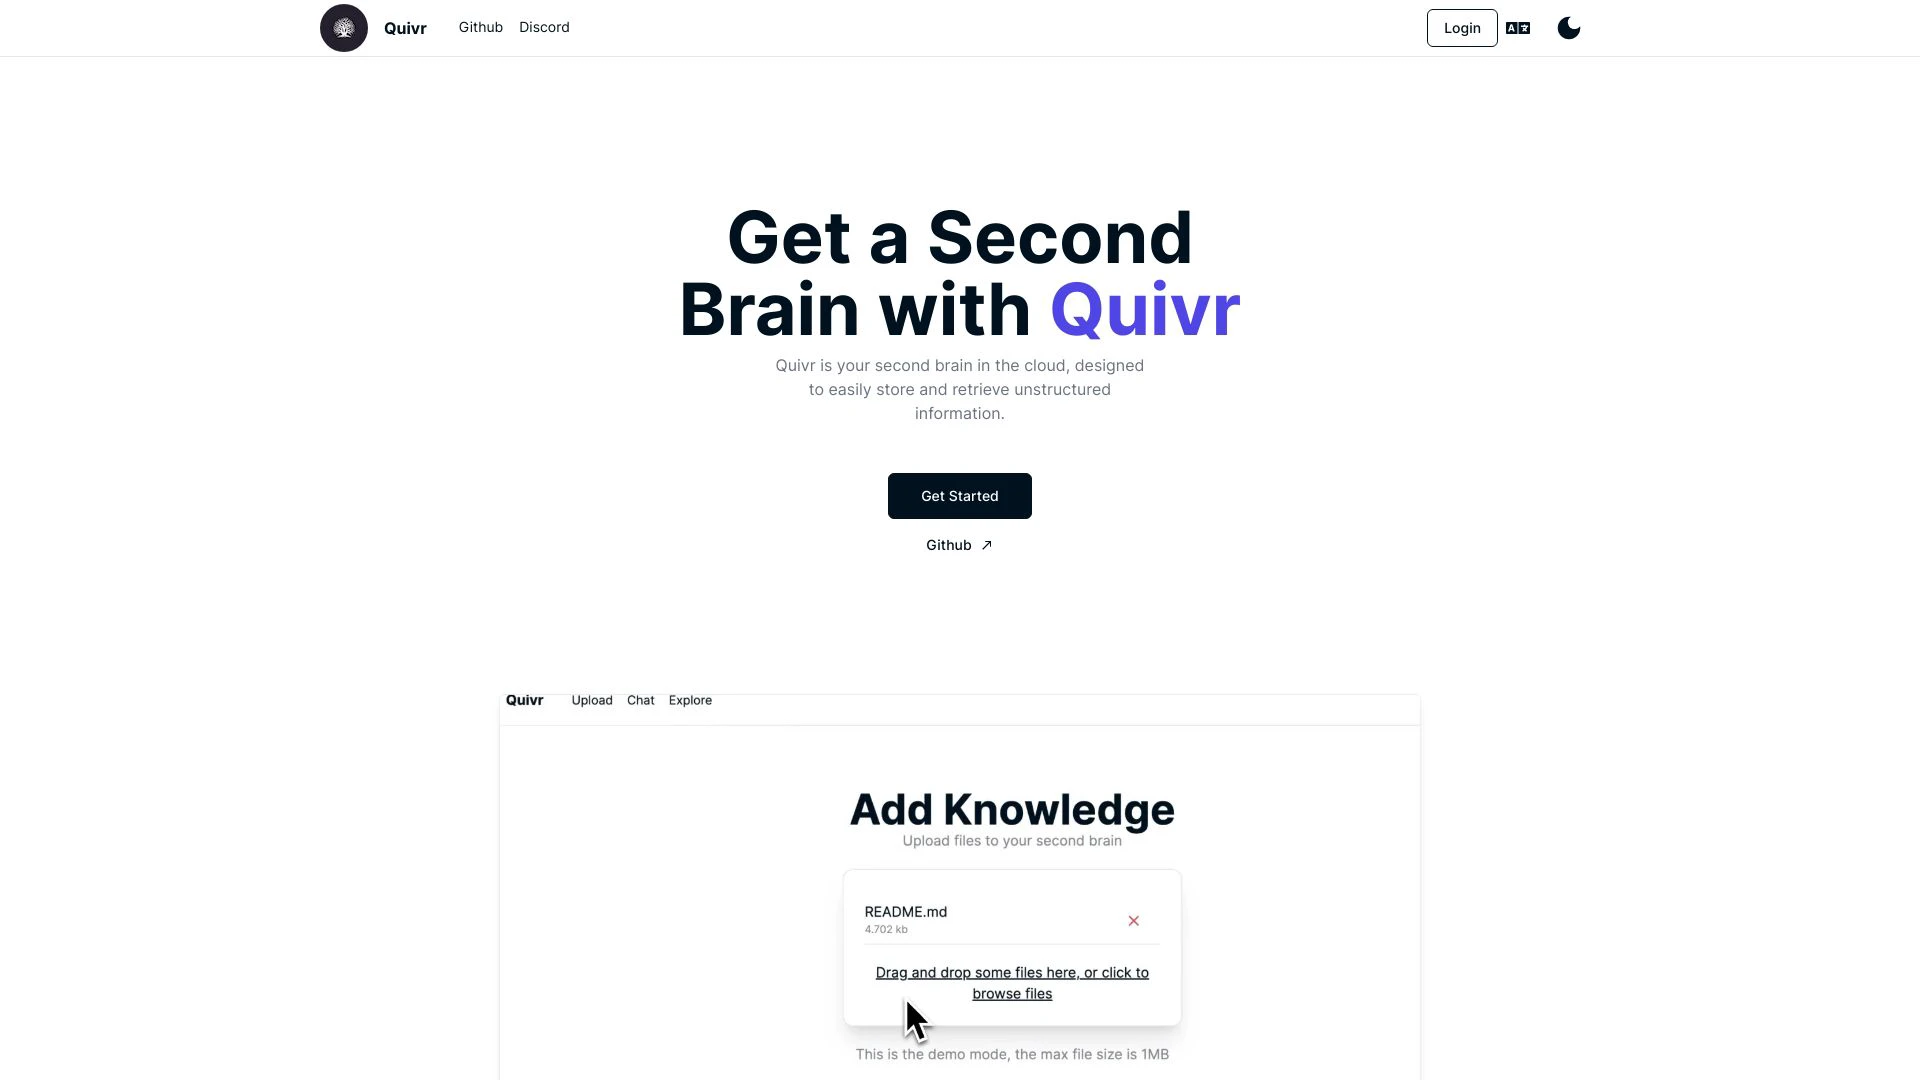 Quivr Github Discord Login A文
Get a Second
Brain with Quivr
Quivr is your second brain in the cloud, designed
to easily store and retrieve unstructured
information.
Get Started
Github
Quivr Upload Chat Explore
Add Knowledge
Upload files to your second brain
README.md
4.702 kb
Drag and drop some files here, or click to
browse files
This is the demo mode, the max file size is 1MB